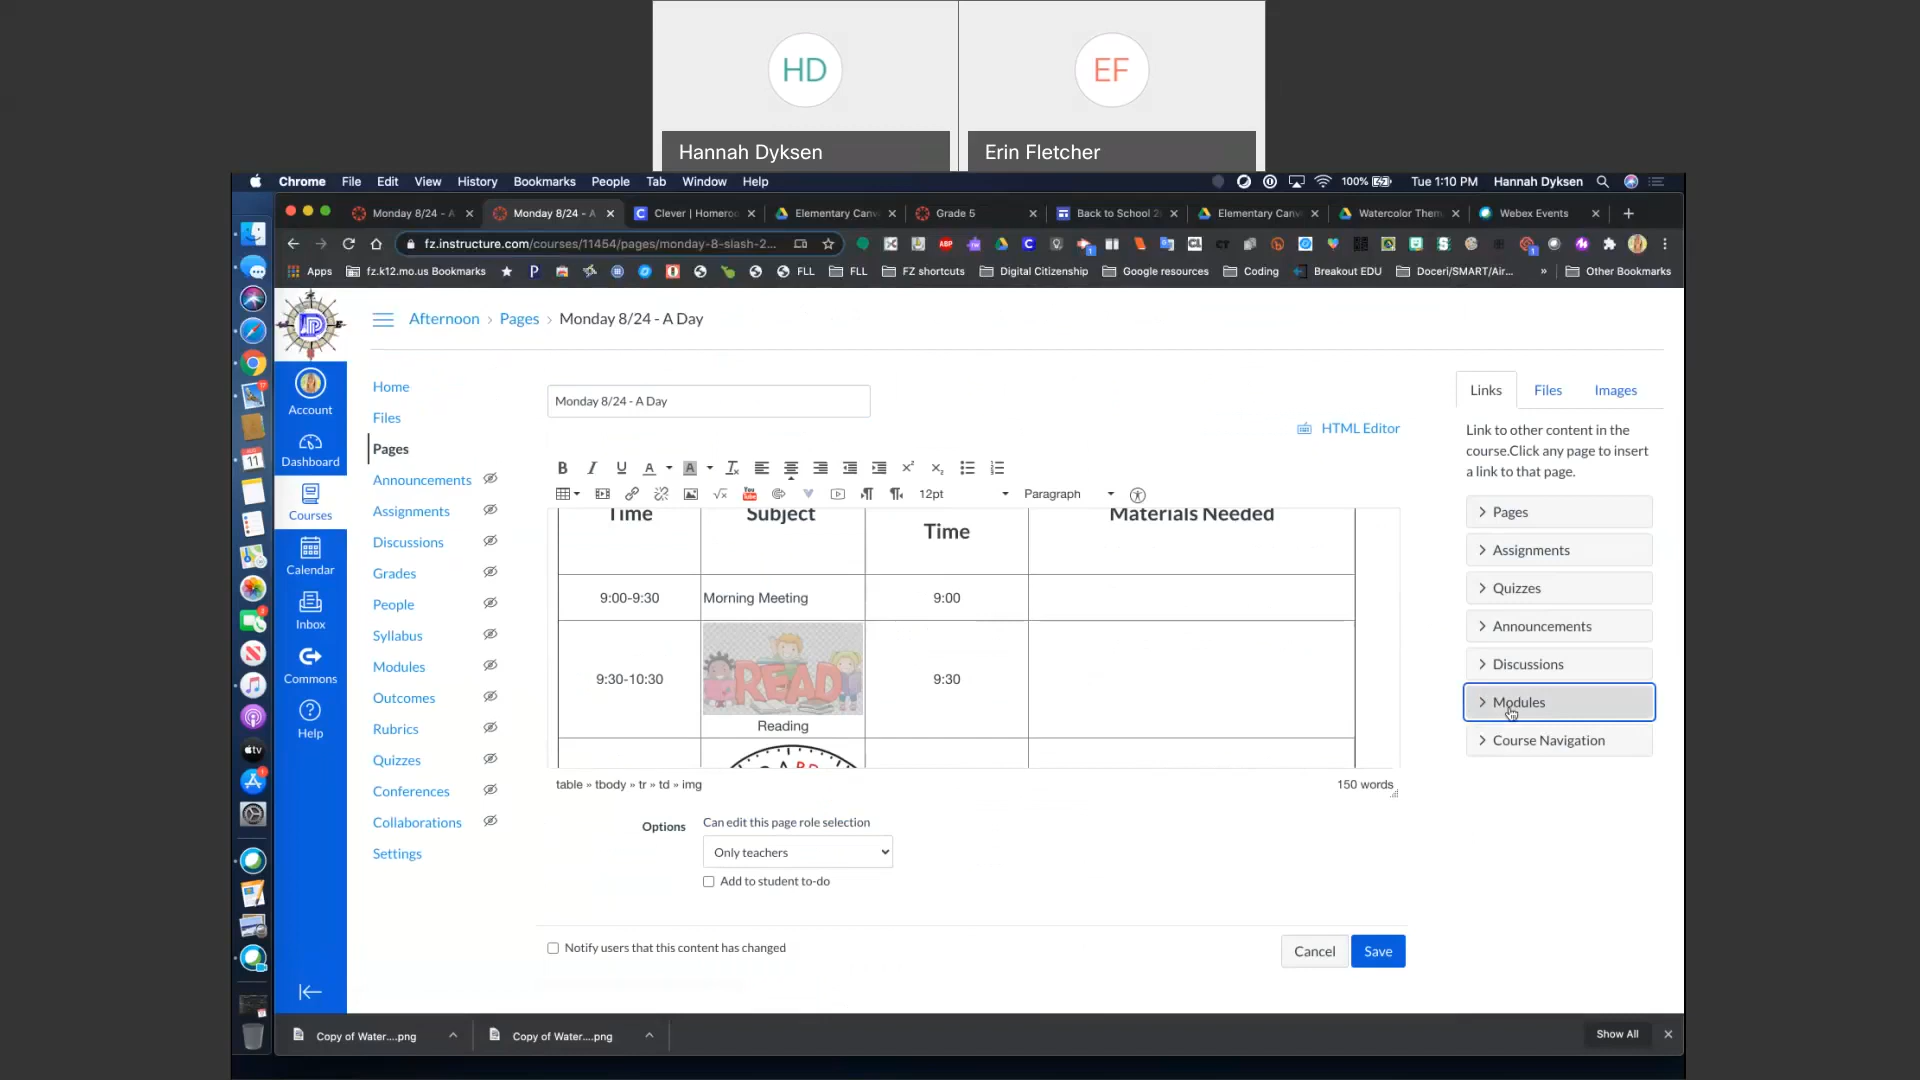 HD
EF
Hannah Dyksen
Erin Fletcher
Chrome File Edit View History Bookmarks People Tab Window Help
100% Tue 1:10 PM Hannah Dyksen
Monday 8/24 - A
Monday 8/24 - A
Clever | Homeroo
Elementary Canv
Grade 5
Back to School 2
Elementary Canv
Watercolor Them
Webex Events
fz.instructure.com/courses/11454/pages/monday-8-slash-2...
Apps
fz.k12.mo.us Bookmarks
FLL
FLL
FZ shortcuts
Digital Citizenship
Google resources
Coding
Breakout EDU
Doceri/SMART/Air...
»
Other Bookmarks
Afternoon › Pages › Monday 8/24 - A Day
Account
Dashboard
Courses
Calendar
Inbox
Commons
Help
Home
Files
Pages
Announcements
Assignments
Discussions
Grades
People
Syllabus
Modules
Outcomes
Rubrics
Quizzes
Conferences
Collaborations
Settings
Monday 8/24 - A Day
HTML Editor
12pt
Paragraph
Time Subject Time Materials Needed
9:00-9:30 Morning Meeting 9:00
READ
9:30-10:30 9:30
Reading
table » tbody » tr » td » img
150 words
Options
Can edit this page role selection
Only teachers
Add to student to-do
Notify users that this content has changed
Cancel
Save
Links Files Images
Link to other content in the
course.Click any page to insert
a link to that page.
Pages
Assignments
Quizzes
Announcements
Discussions
Modules
Course Navigation
Copy of Water....png
Copy of Water....png
Show All